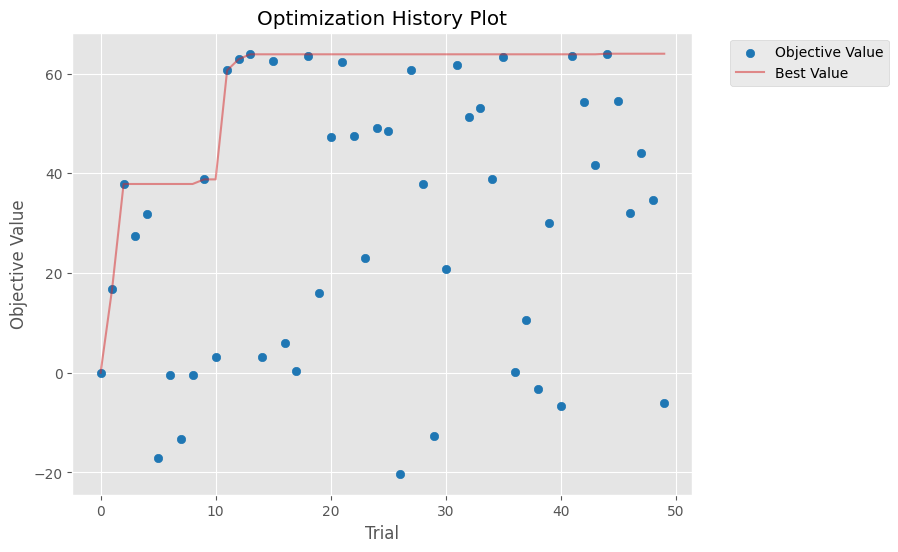 Optimization History Plot
Objective Value
Best Value
Objective Value
60
40
20
0
−20
0 10 20 30 40 50
Trial